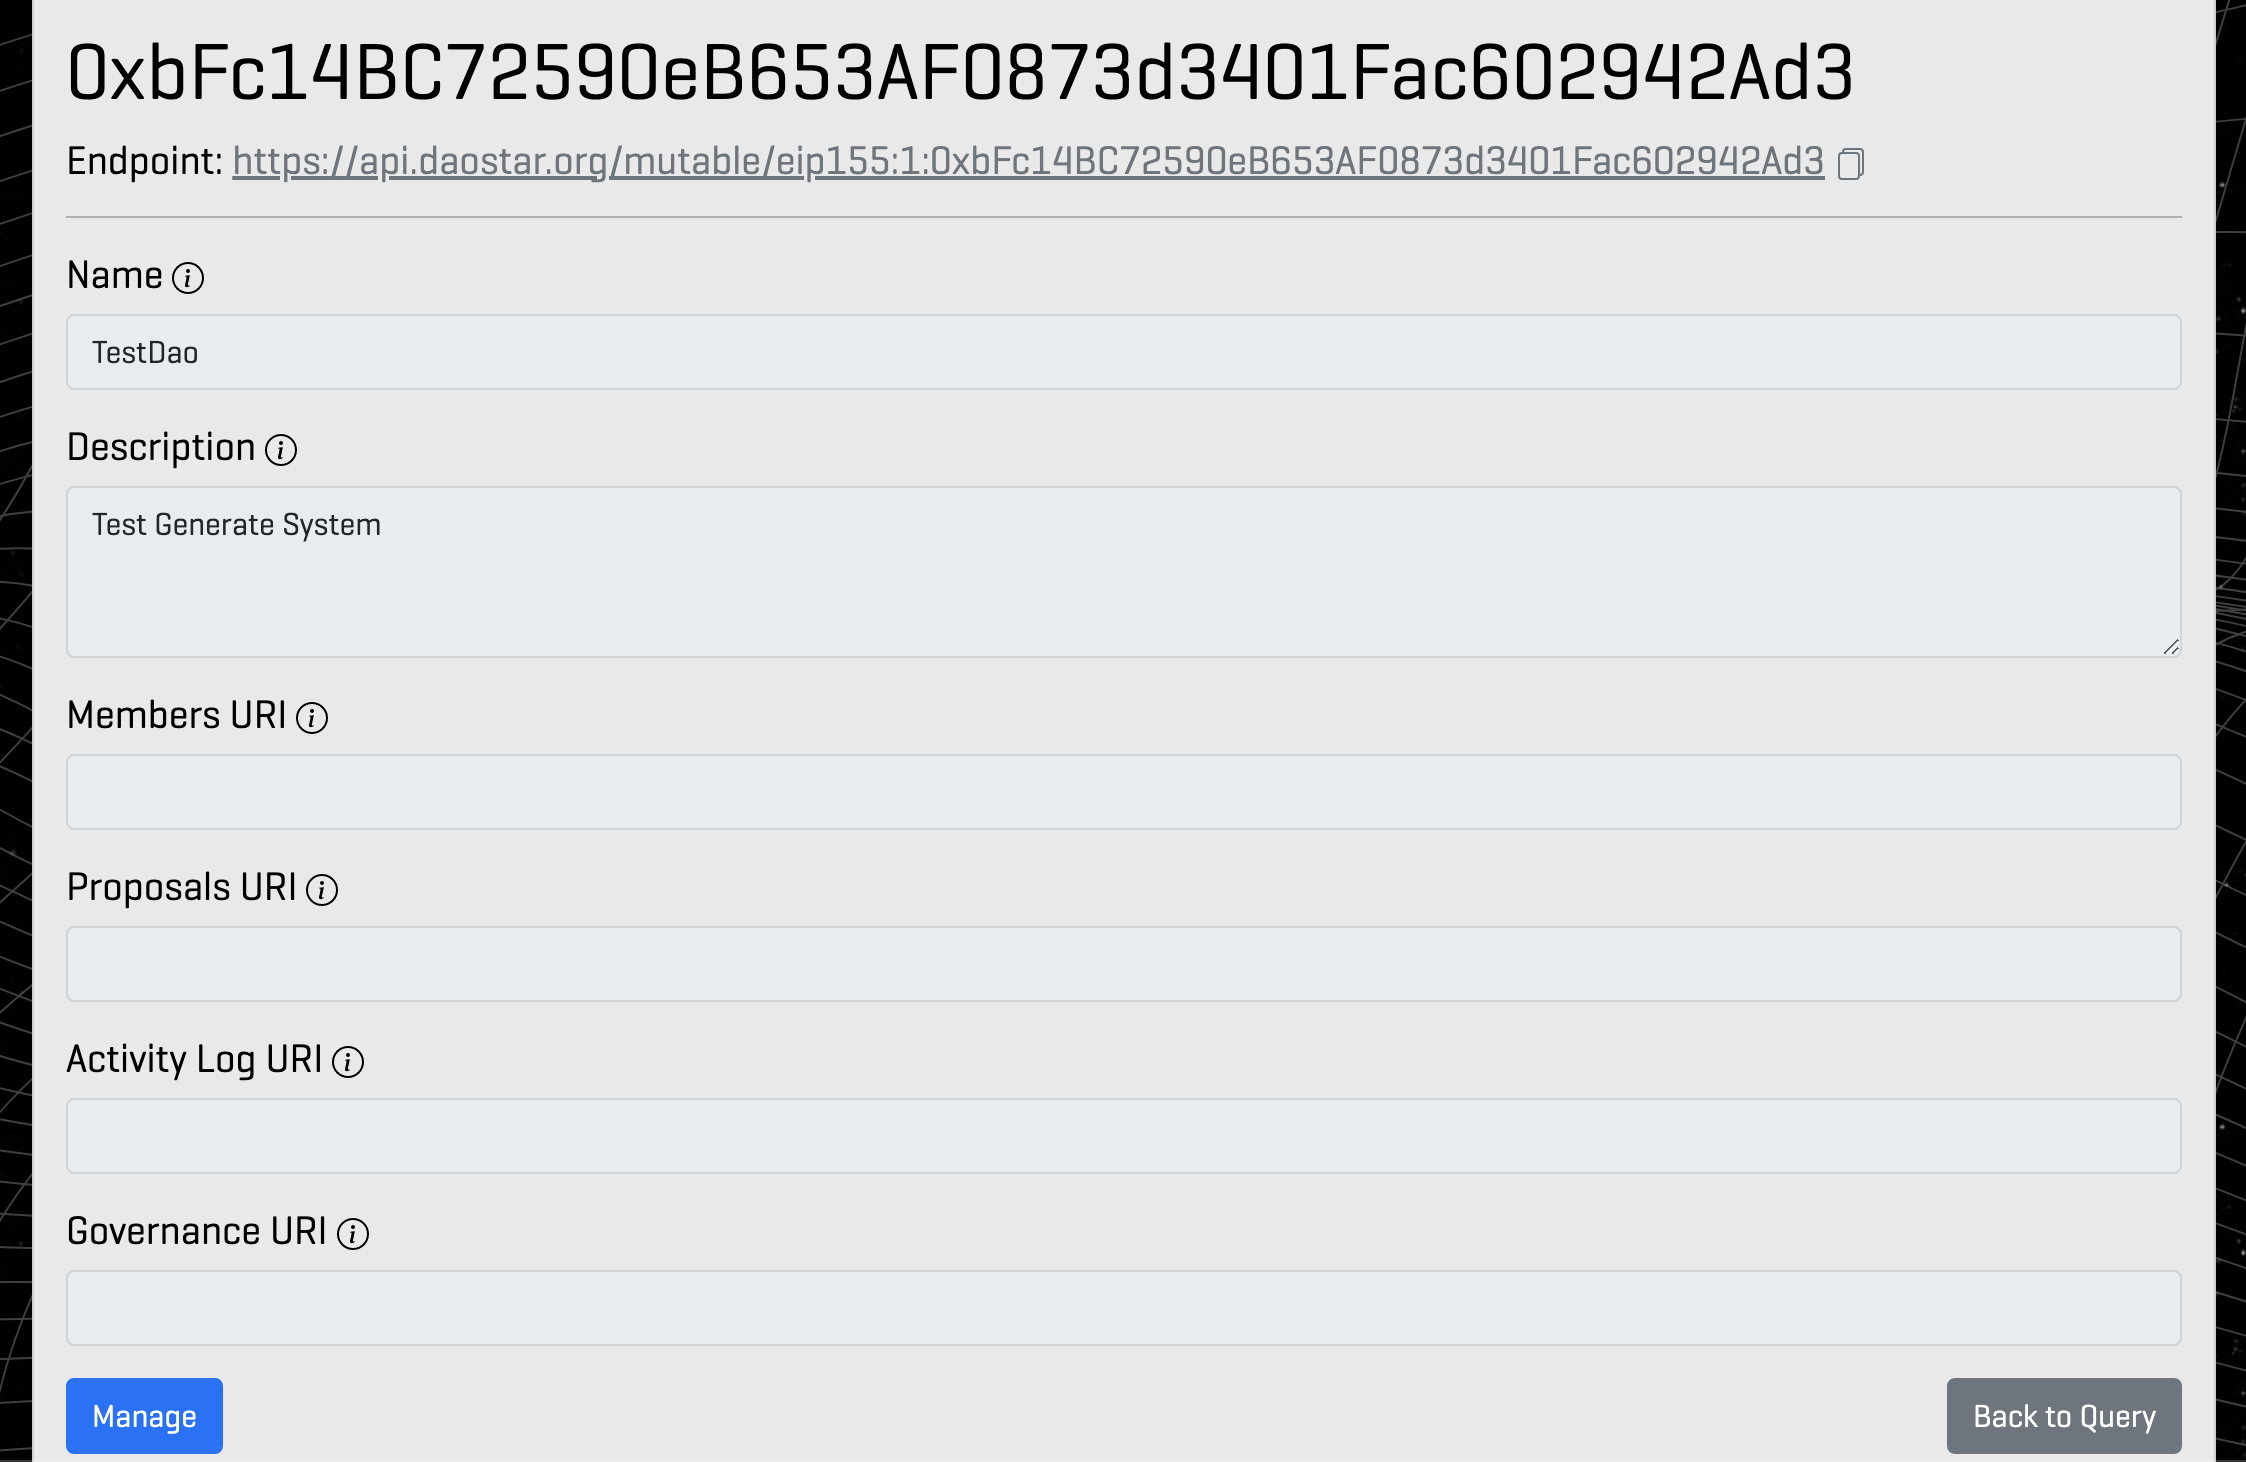 0xbFc14BC72590eB653AF0873d3401Fac602942Ad3
Endpoint: https://api.daostar.org/mutable/eip155:1:0xbFc14BC72590eB653AF0873d3401Fac602942Ad3
Name
TestDao
Description
Test Generate System
Members URI
Proposals URI
Activity Log URI
Governance URI
Manage
Back to Query